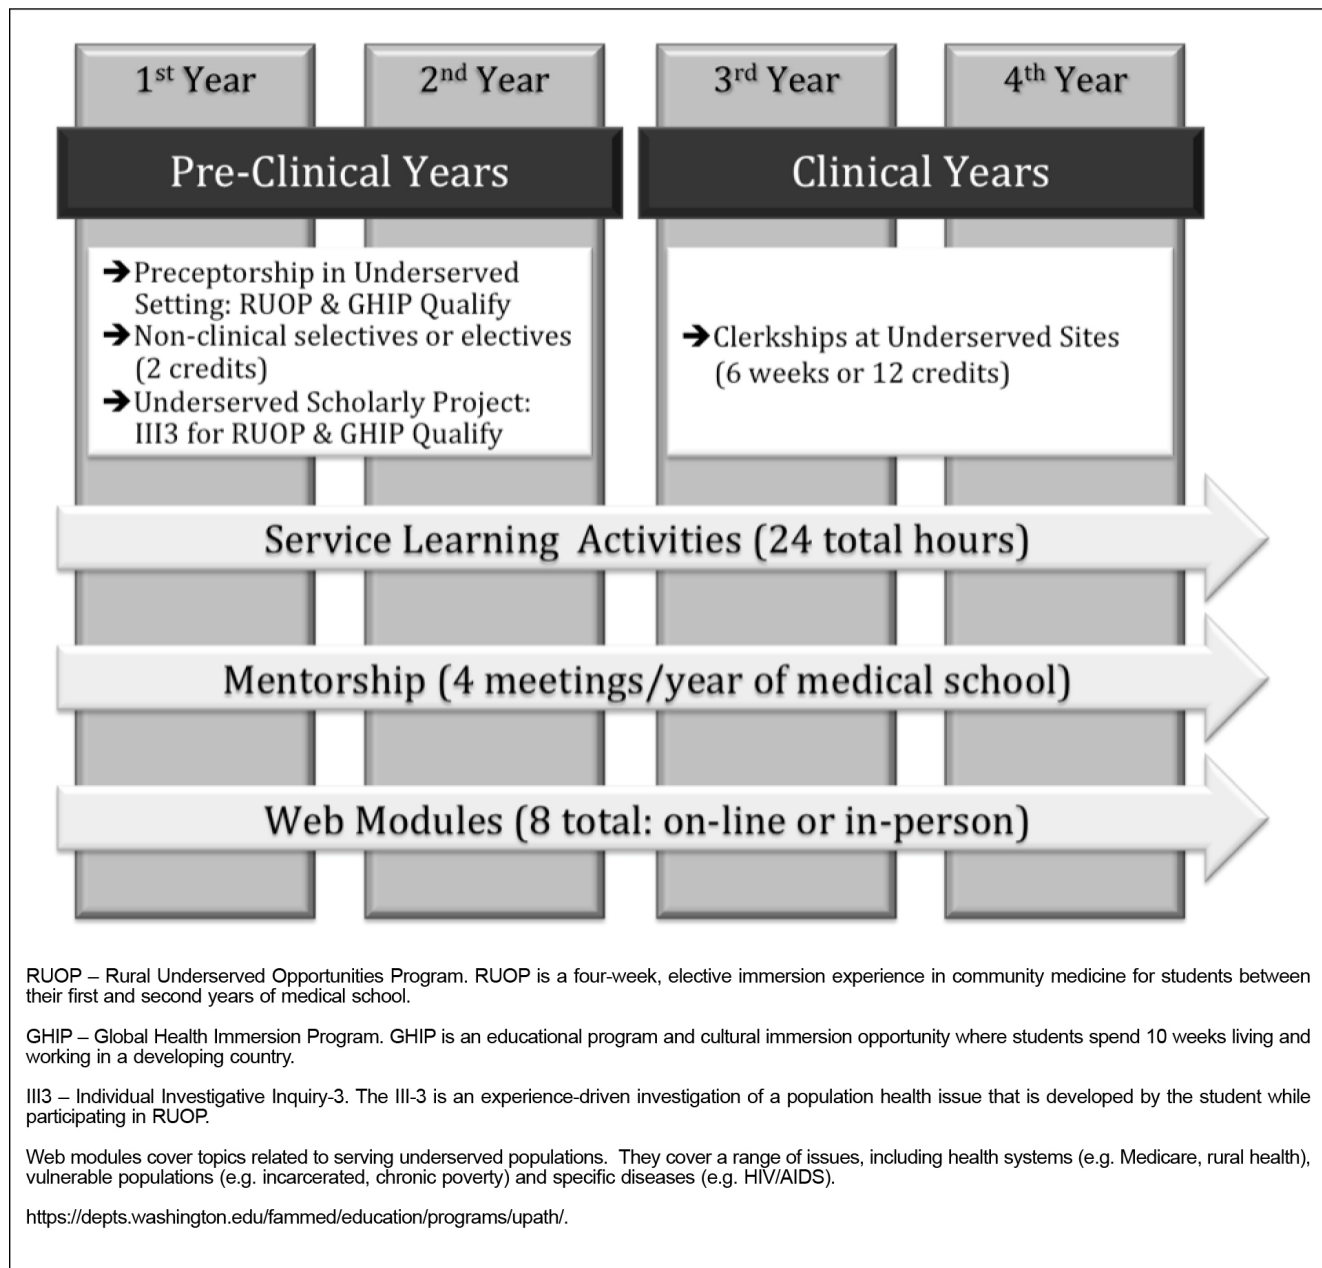 1st Year
2nd Year
3rd Year
4th Year
Pre-Clinical Years
Clinical Years
➔Preceptorship in Underserved
Setting: RUOP & GHIP Qualify
➔Non-clinical selectives or electives
(2 credits)
➔Underserved Scholarly Project:
III3 for RUOP & GHIP Qualify
➔Clerkships at Underserved Sites
(6 weeks or 12 credits)
Service Learning Activities (24 total hours)
Mentorship (4 meetings/year of medical school)
Web Modules (8 total: on-line or in-person)
RUOP – Rural Underserved Opportunities Program. RUOP is a four-week, elective immersion experience in community medicine for students between
their first and second years of medical school.
GHIP – Global Health Immersion Program. GHIP is an educational program and cultural immersion opportunity where students spend 10 weeks living and
working in a developing country.
III3 – Individual Investigative Inquiry-3. The III-3 is an experience-driven investigation of a population health issue that is developed by the student while
participating in RUOP.
Web modules cover topics related to serving underserved populations. They cover a range of issues, including health systems (e.g. Medicare, rural health),
vulnerable populations (e.g. incarcerated, chronic poverty) and specific diseases (e.g. HIV/AIDS).
https://depts.washington.edu/fammed/education/programs/upath/.